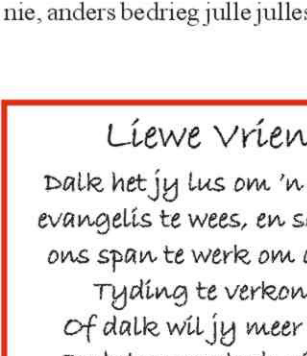 nie, anders bedrieg julle julles
Liewe Vrien
Dalk het jy lus om 'n
evangelis te wees, en s
ons span te werk om
Tyding te verkon
Of dalk wil jy meer